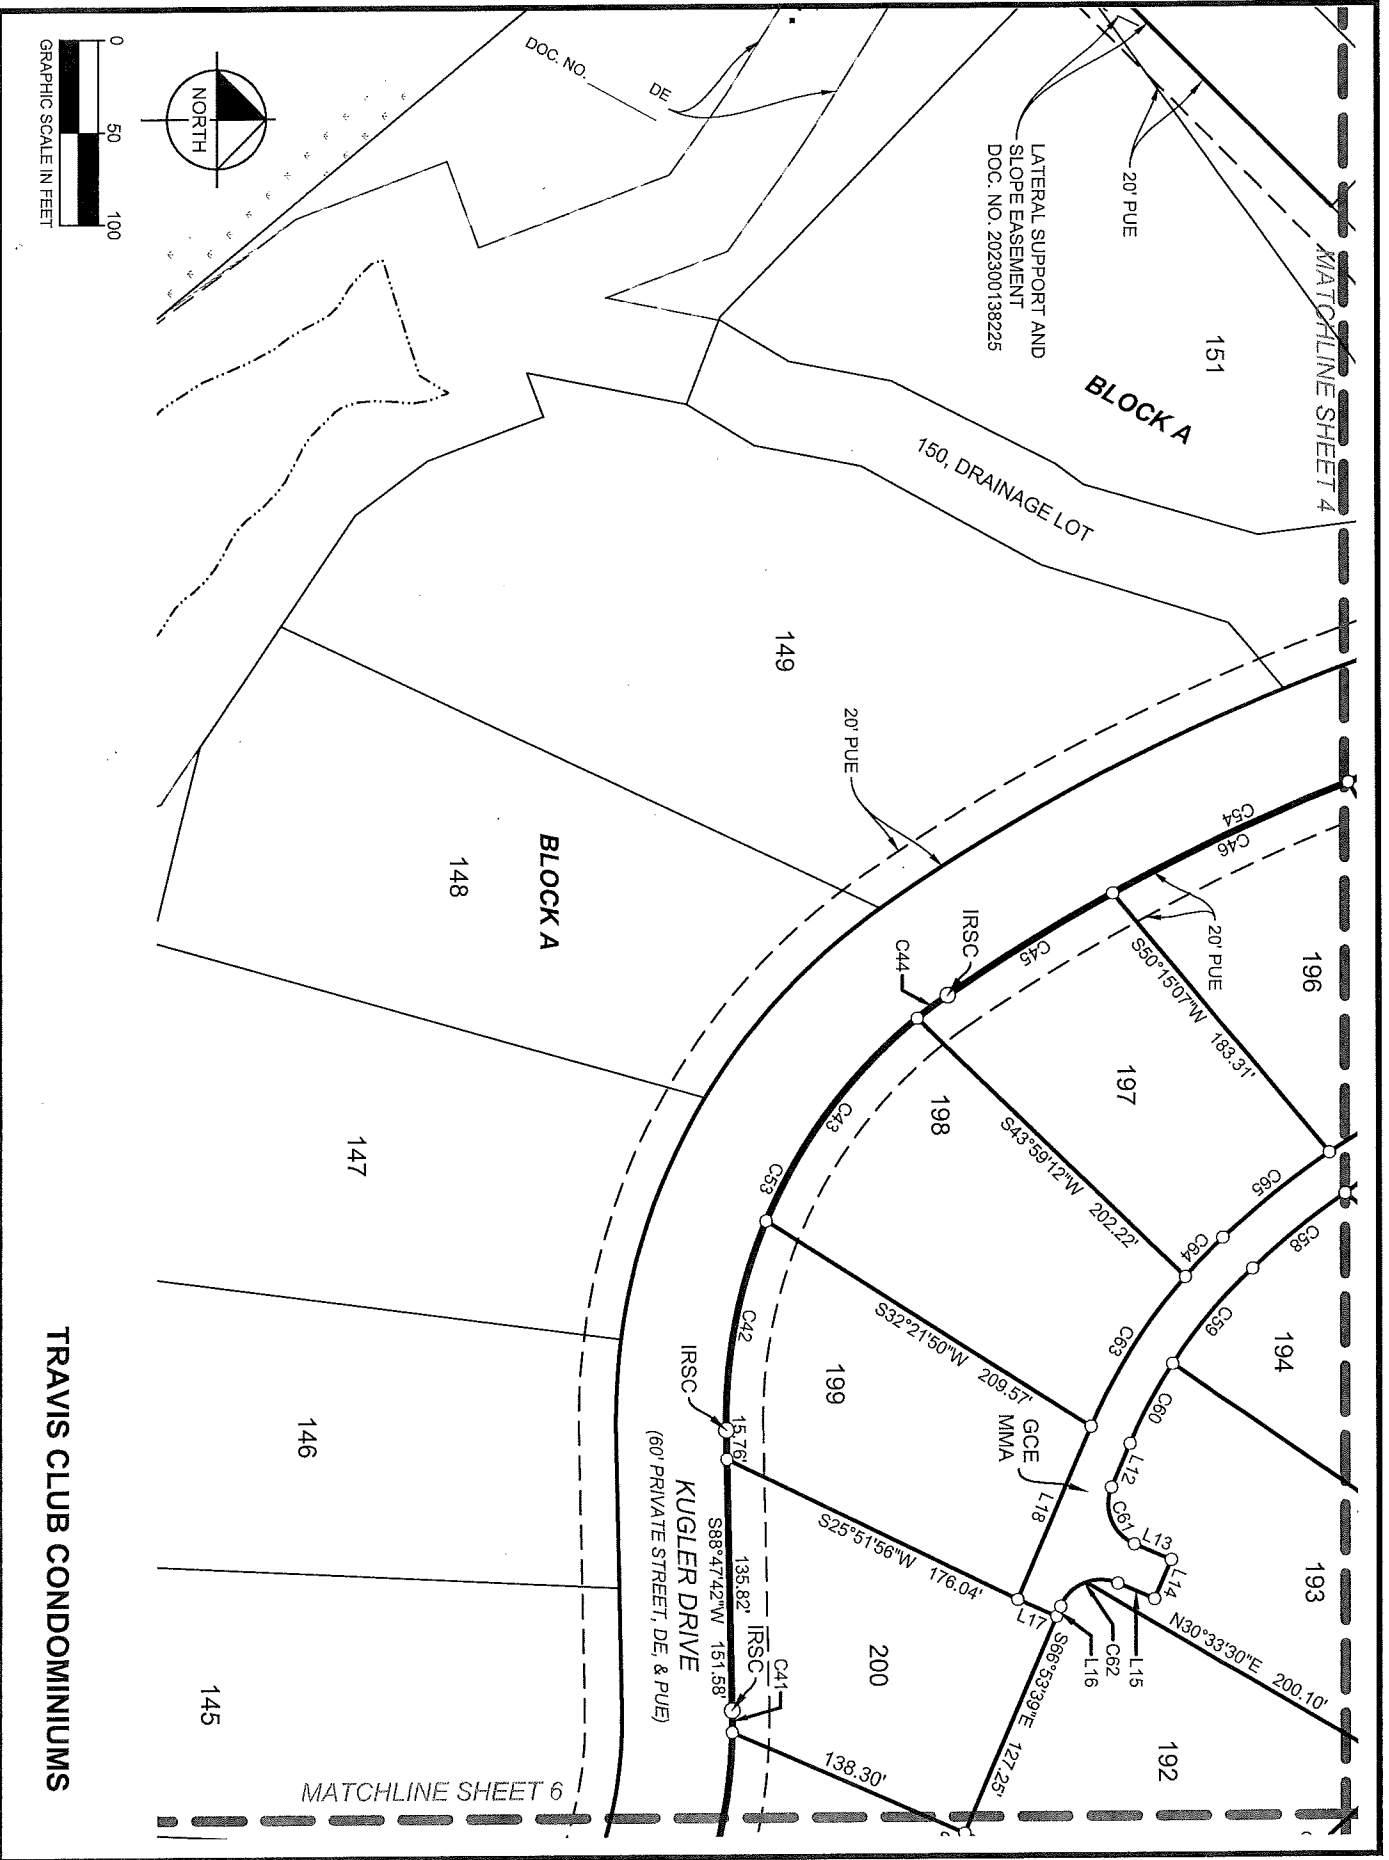 MATCHLINE SHEET 4
151
BLOCK A
20' PUE
LATERAL SUPPORT AND
SLOPE EASEMENT
DOC. NO. 202300138225
DE
DOC. NO.
150, DRAINAGE LOT
149
20' PUE
148
BLOCK A
147
146
145
196
20' PUE
C54
C46
S50°15'07"W 183.31'
IRSC
C45
C44
197
S43°59'12"W 202.22'
198
C43
C53
C65
C64
C58
C59
194
S32°21'50"W 209.57'
C63
C60
L12
C61
L13
L14
193
GCE
MMA
L18
199
C42
IRSC
15.76'
S25°51'56"W 176.04'
L17
N30°33'30"E 200.10'
L15
C62
L16
S66°53'39"E 127.25'
192
200
135.82'
S88°47'42"W 151.58'
IRSC
C41
138.30'
KUGLER DRIVE
(60' PRIVATE STREET, DE, & PUE)
MATCHLINE SHEET 6
NORTH
0 50 100
GRAPHIC SCALE IN FEET
TRAVIS CLUB CONDOMINIUMS